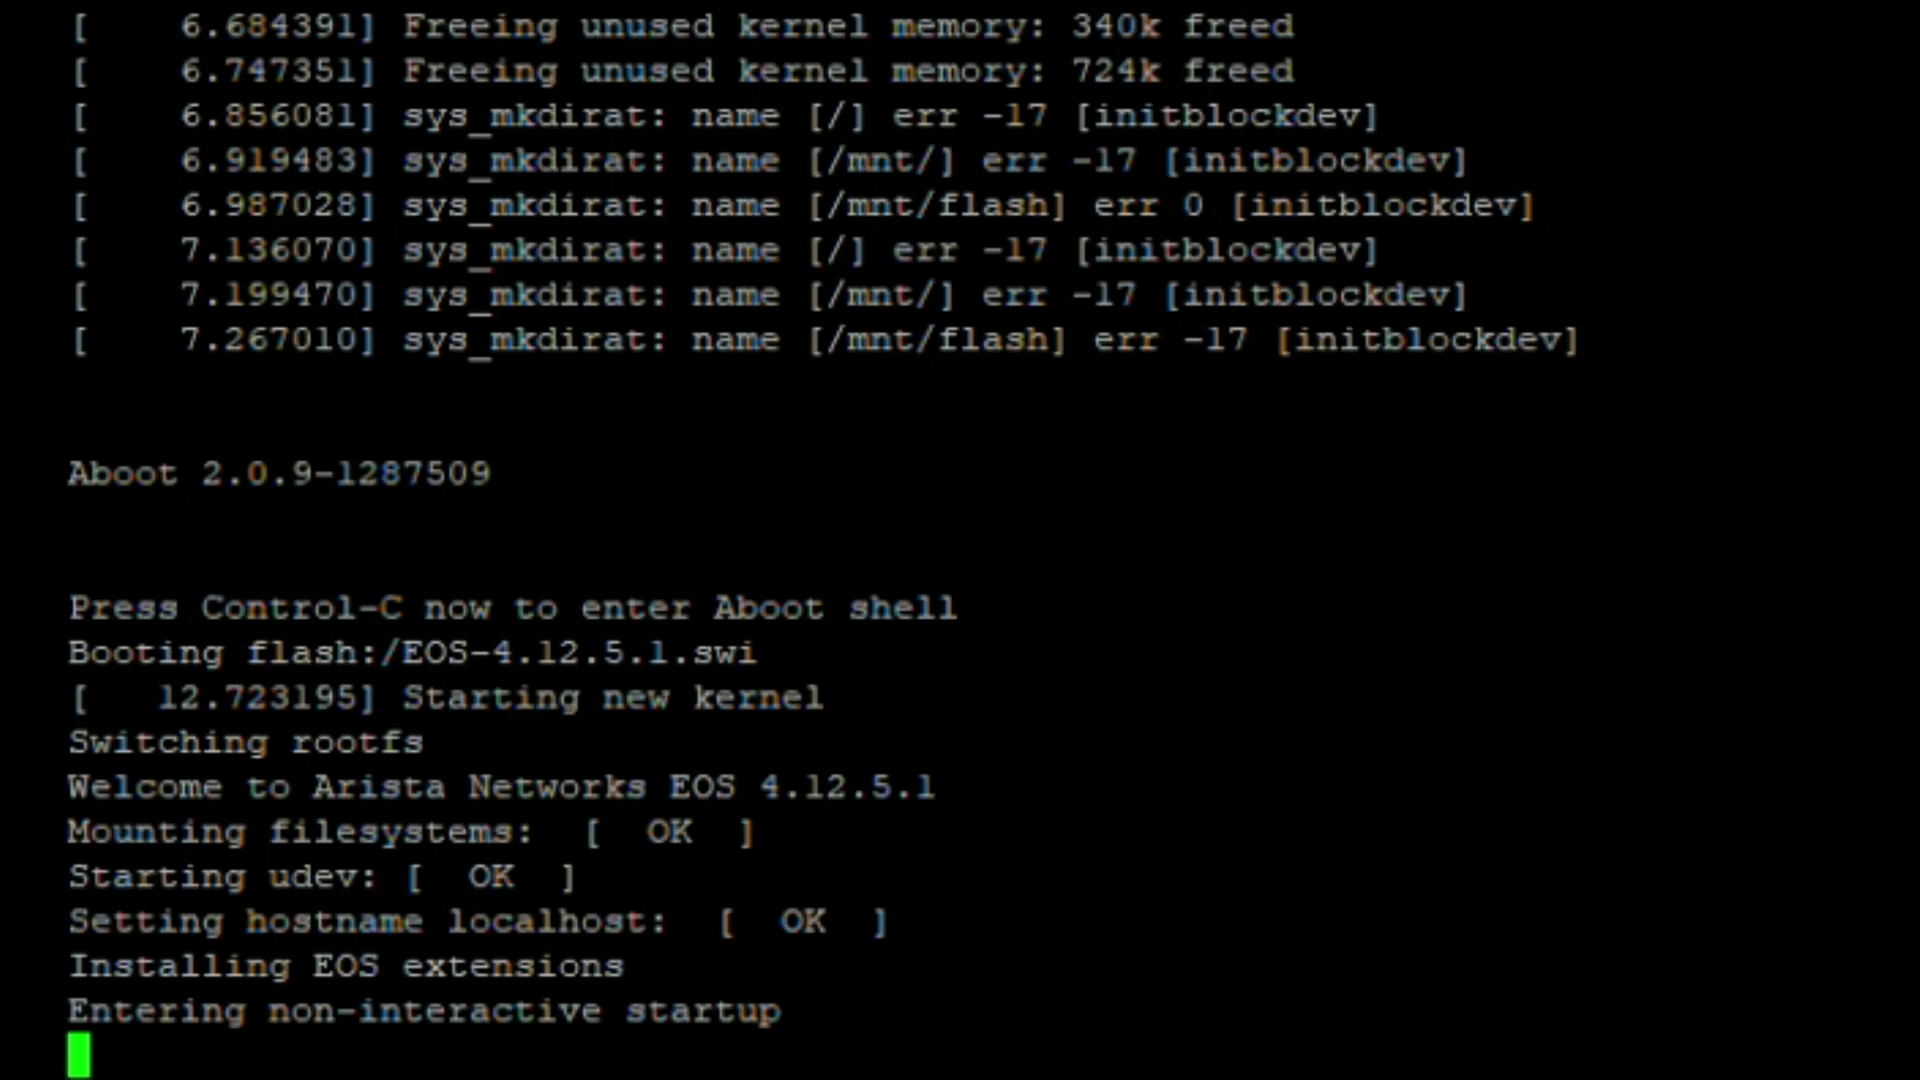 [    6.684391] Freeing unused kernel memory: 340k freed
[    6.747351] Freeing unused kernel memory: 724k freed
[    6.856081] sys_mkdirat: name [/] err -17 [initblockdev]
[    6.919483] sys_mkdirat: name [/mnt/] err -17 [initblockdev]
[    6.987028] sys_mkdirat: name [/mnt/flash] err 0 [initblockdev]
[    7.136070] sys_mkdirat: name [/] err -17 [initblockdev]
[    7.199470] sys_mkdirat: name [/mnt/] err -17 [initblockdev]
[    7.267010] sys_mkdirat: name [/mnt/flash] err -17 [initblockdev]
Aboot 2.0.9-1287509
Press Control-C now to enter Aboot shell
Booting flash:/EOS-4.12.5.1.swi
[   12.723195] Starting new kernel
Switching rootfs
Welcome to Arista Networks EOS 4.12.5.1
Mounting filesystems:  [  OK  ]
Starting udev: [  OK  ]
Setting hostname localhost:  [  OK  ]
Installing EOS extensions
Entering non-interactive startup